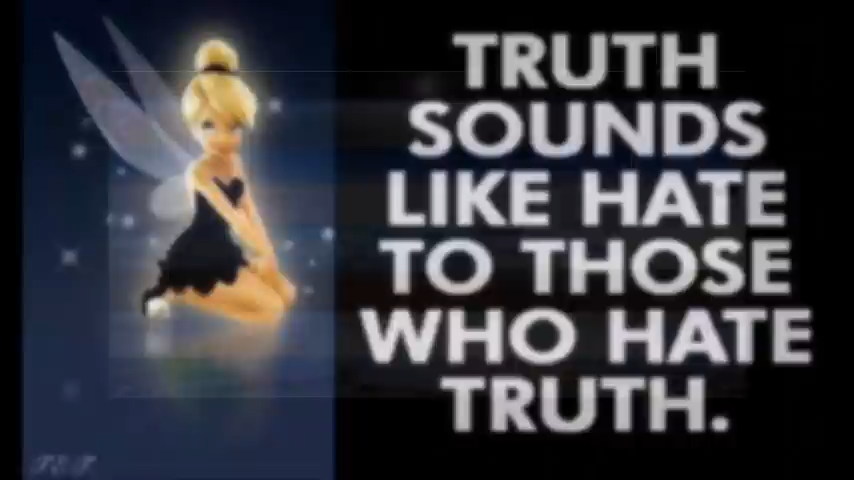 TRUTH
SOUNDS
LIKE HATE
TO THOSE
WHO HATE
TRUTH.